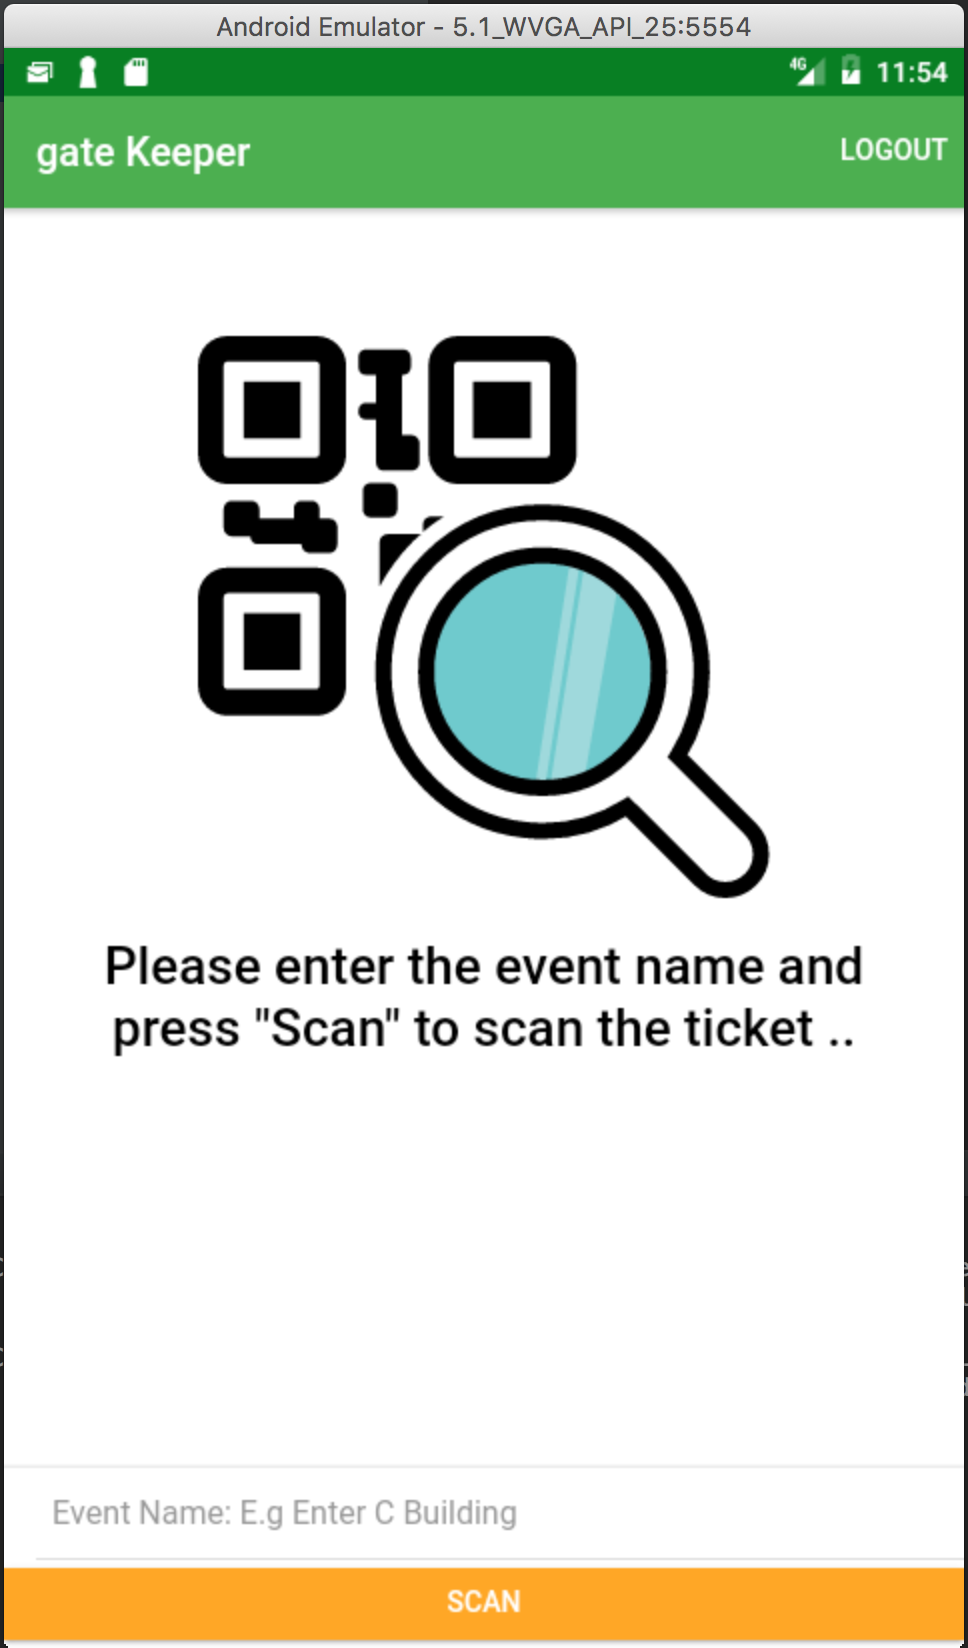 Android Emulator - 5.1_WVGA_API_25:5554
4G 11:54
gate Keeper
LOGOUT
Please enter the event name and
press "Scan" to scan the ticket ..
Event Name: E.g Enter C Building
SCAN